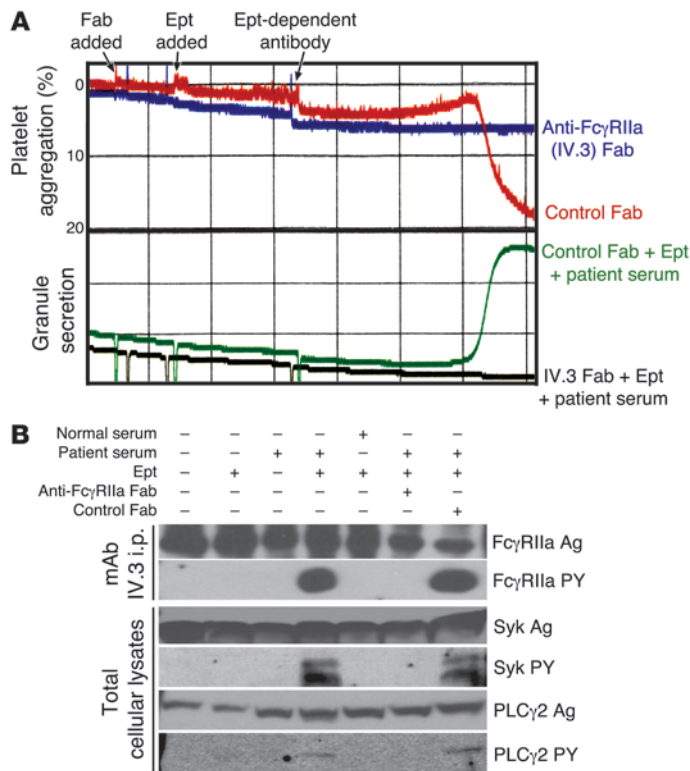 A
Fab added
Ept added
Ept-dependent antibody
Platelet aggregation (%)
0
10
20
Anti-FcγRIIa (IV.3) Fab
Control Fab
Granule secretion
Control Fab + Ept + patient serum
IV.3 Fab + Ept + patient serum
B
Normal serum – – – – + – –
Patient serum – – + + – + +
Ept – + – + + + +
Anti-FcγRIIa Fab +
Control Fab +
mAb IV.3 i.p.
FcγRIIa Ag
FcγRIIa PY
Total cellular lysates
Syk Ag
Syk PY
PLCγ2 Ag
PLCγ2 PY